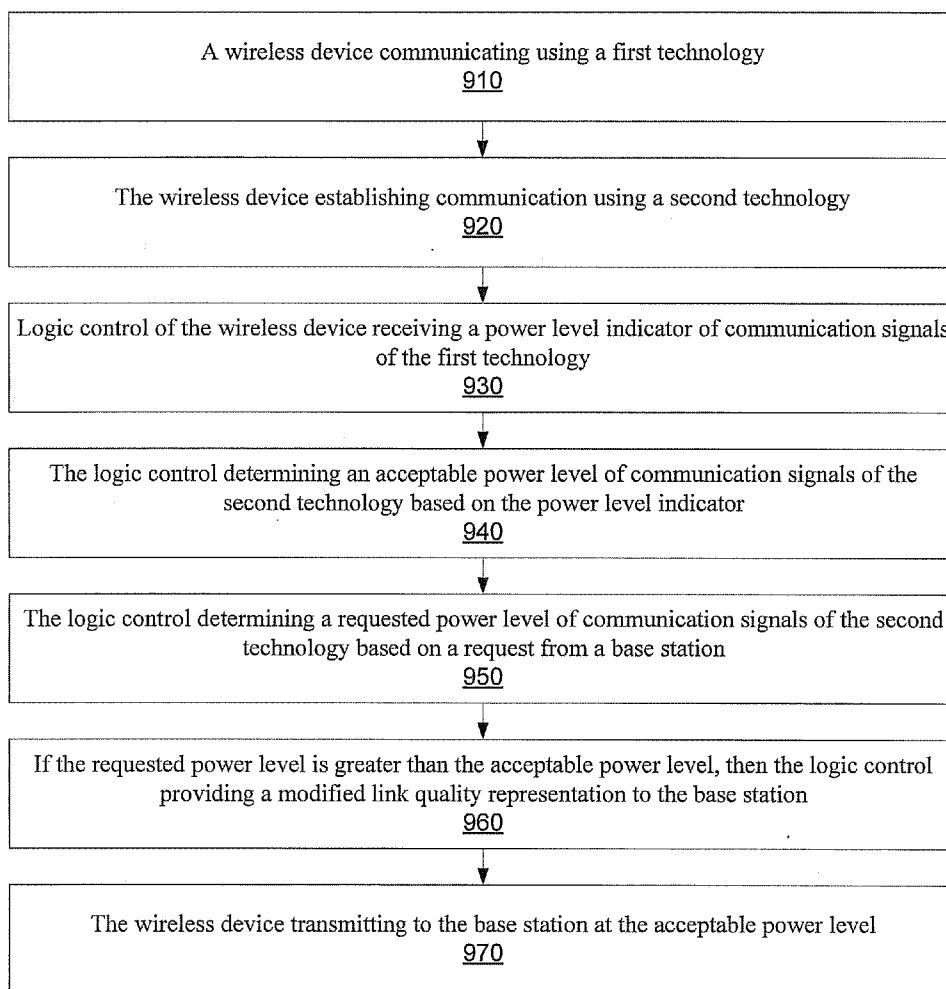 A wireless device communicating using a first technology
910
The wireless device establishing communication using a second technology
920
Logic control of the wireless device receiving a power level indicator of communication signals
of the first technology
930
The logic control determining an acceptable power level of communication signals of the
second technology based on the power level indicator
940
The logic control determining a requested power level of communication signals of the second
technology based on a request from a base station
950
If the requested power level is greater than the acceptable power level, then the logic control
providing a modified link quality representation to the base station
960
The wireless device transmitting to the base station at the acceptable power level
970